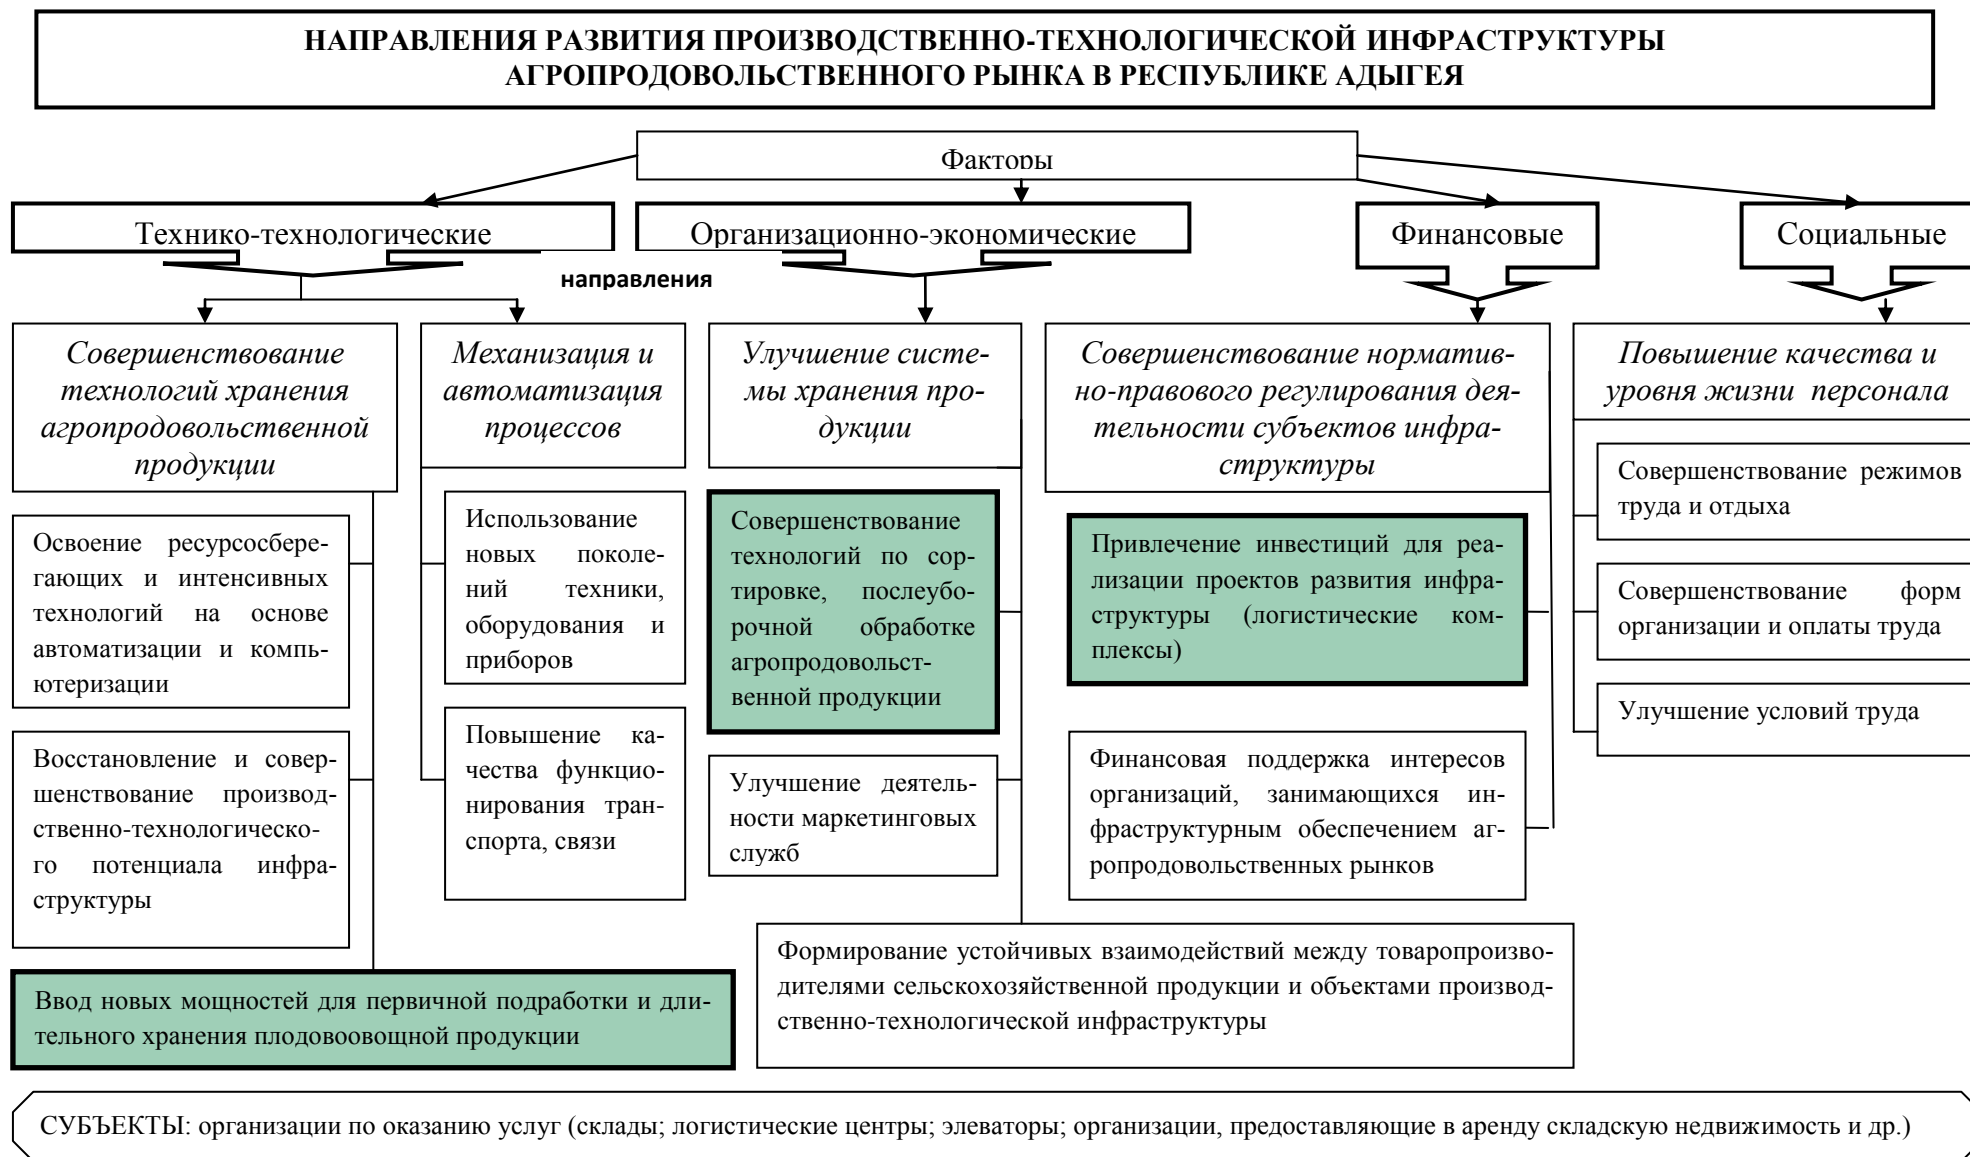 НАПРАВЛЕНИЯ РАЗВИТИЯ ПРОИЗВОДСТВЕННО-ТЕХНОЛОГИЧЕСКОЙ ИНФРАСТРУКТУРЫ
АГРОПРОДОВОЛЬСТВЕННОГО РЫНКА В РЕСПУБЛИКЕ АДЫГЕЯ
Факторы
Технико-технологические
Организационно-экономические
Финансовые
Социальные
направления
Совершенствование
технологий хранения
агропродовольственной
продукции
Механизация и
автоматизация
процессов
Улучшение систе-
мы хранения про-
дукции
Совершенствование норматив-
но-правового регулирования дея-
тельности субъектов инфра-
структуры
Повышение качества и
уровня жизни персонала
Освоение ресурсосбере-
гающих и интенсивных
технологий на основе
автоматизации и компь-
ютеризации
Восстановление и совер-
шенствование производ-
ственно-технологическо-
го потенциала инфра-
структуры
Ввод новых мощностей для первичной подработки и дли-
тельного хранения плодовоовощной продукции
Использование
новых поколе-
ний техники,
оборудования и
приборов
Повышение ка-
чества функцио-
нирования тран-
спорта, связи
Совершенствование
технологий по сор-
тировке, послеубо-
рочной обработке
агропродовольст-
венной продукции
Улучшение деятель-
ности маркетинговых
служб
Формирование устойчивых взаимодействий между товаропроизво-
дителями сельскохозяйственной продукции и объектами производ-
ственно-технологической инфраструктуры
Привлечение инвестиций для реа-
лизации проектов развития инфра-
структуры (логистические ком-
плексы)
Финансовая поддержка интересов
организаций, занимающихся ин-
фраструктурным обеспечением аг-
ропродовольственных рынков
Совершенствование режимов
труда и отдыха
Совершенствование форм
организации и оплаты труда
Улучшение условий труда
СУБЪЕКТЫ: организации по оказанию услуг (склады; логистические центры; элеваторы; организации, предоставляющие в аренду складскую недвижимость и др.)